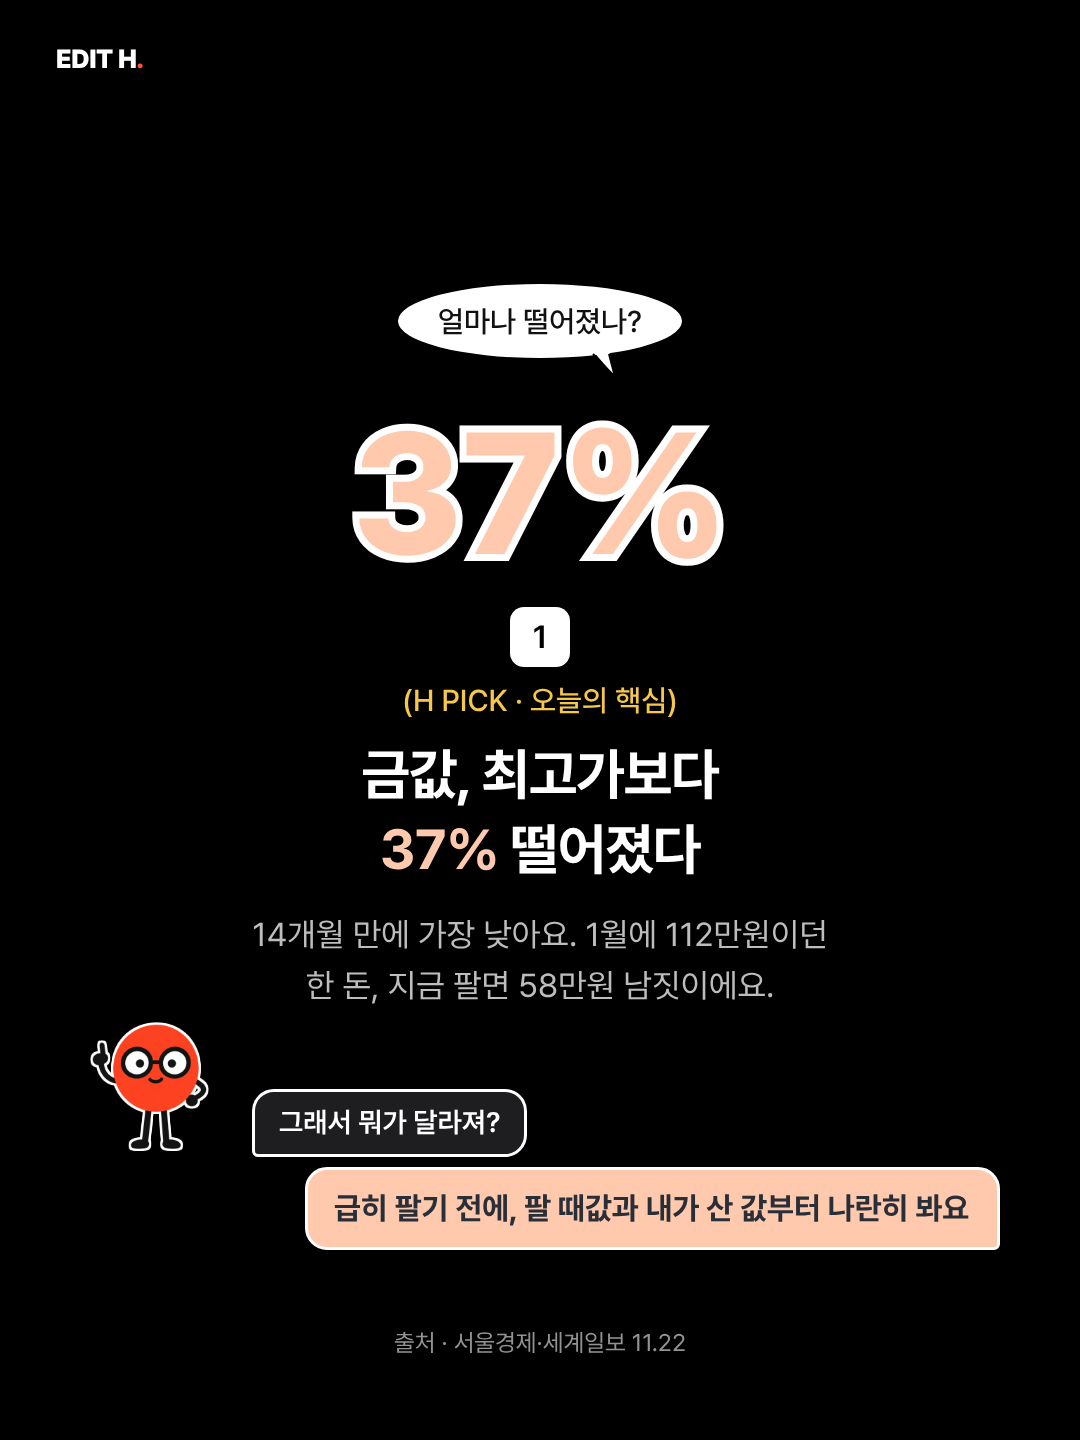 EDIT H.
얼마나 떨어졌나?
37%
1
(H PICK · 오늘의 핵심)
금값, 최고가보다
37% 떨어졌다
14개월 만에 가장 낮아요. 1월에 112만원이던
한 돈, 지금 팔면 58만원 남짓이에요.
그래서 뭐가 달라져?
급히 팔기 전에, 팔 때값과 내가 산 값부터 나란히 봐요
출처 · 서울경제·세계일보 11.22